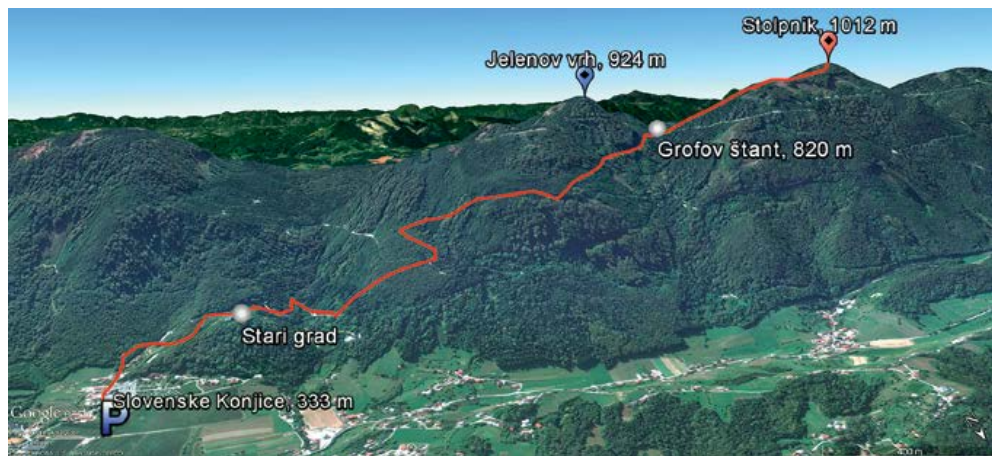 Stolpnik, 1012 m
Jelenov vrh, 924 m
Grofov štant, 820 m
Stari grad
Slovenske Konjice, 333 m
P
Google